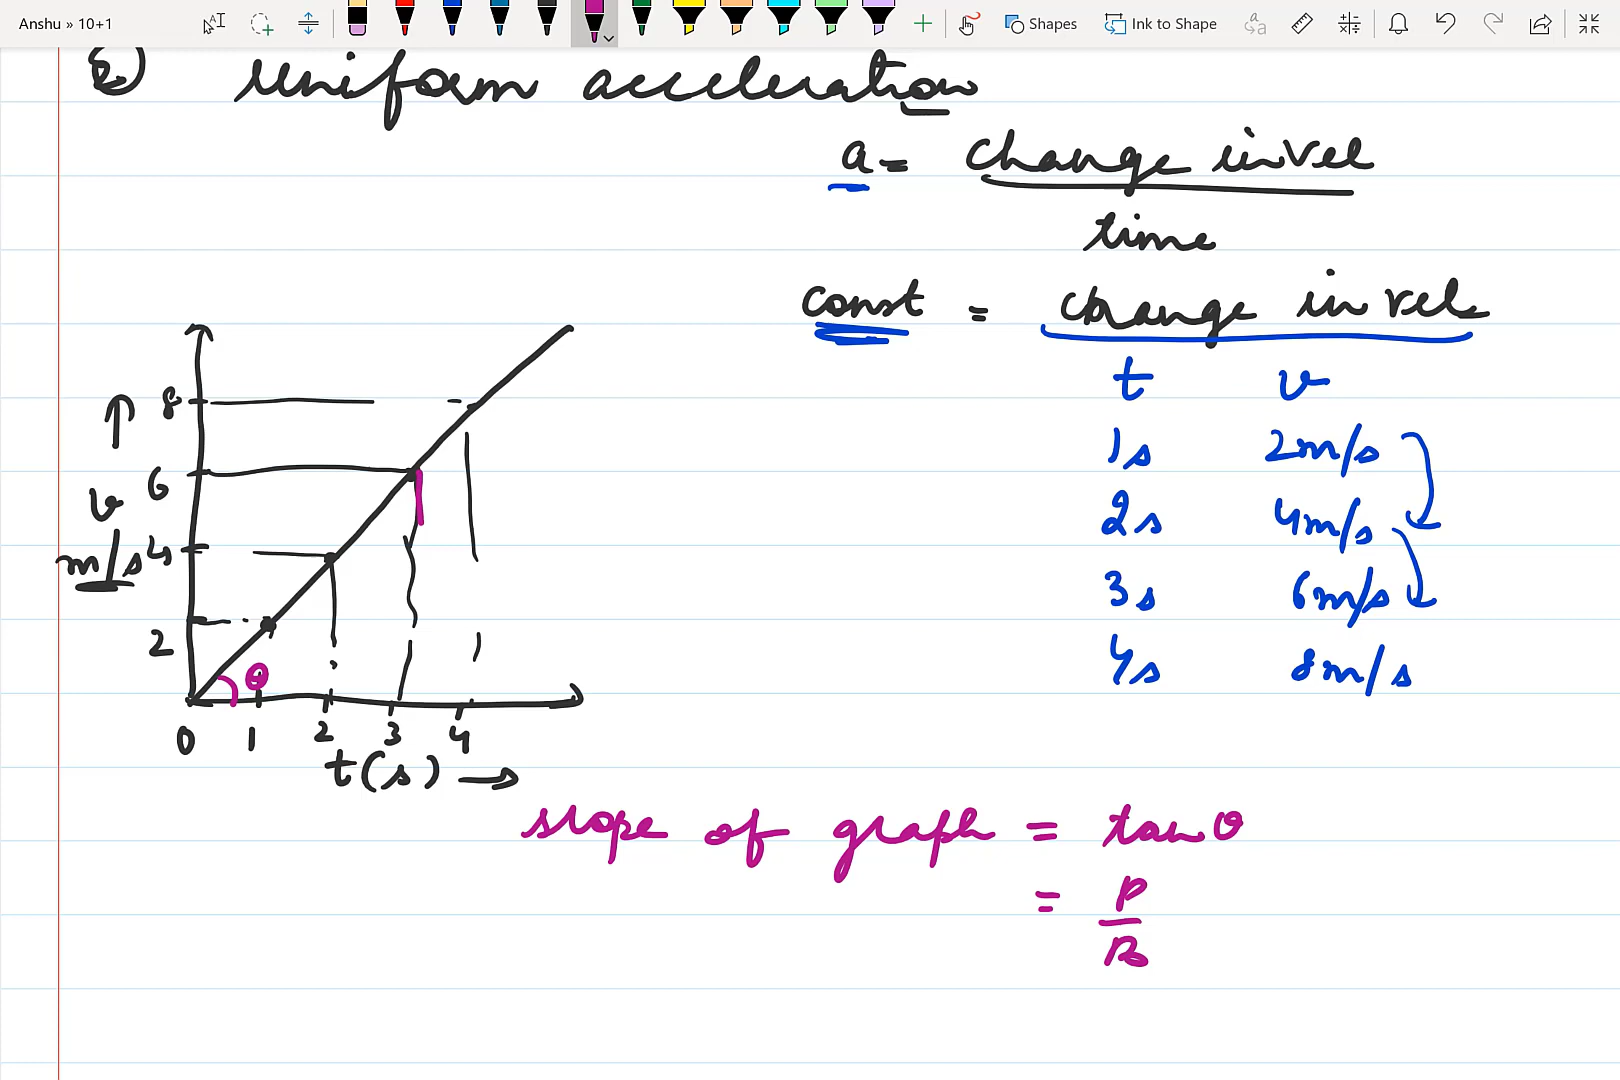 Anshu » 10+1
Shapes
Ink to Shape
2) Uniform acceleration
a = change in vel
time
const = change in vel
t v
1s 2m/s
2s 4m/s
3s 6m/s
4s 8m/s
8
6
v
m/s 4
2
θ
0 1 2 3 4
t(s)
slope of graph = tanθ
= P
B